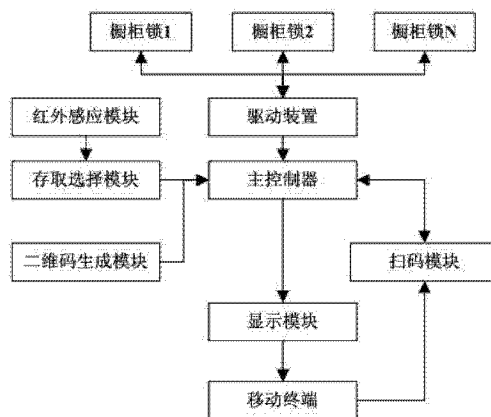 橱柜锁1
橱柜锁2
橱柜锁N
红外感应模块
驱动装置
存取选择模块
主控制器
二维码生成模块
扫码模块
显示模块
移动终端